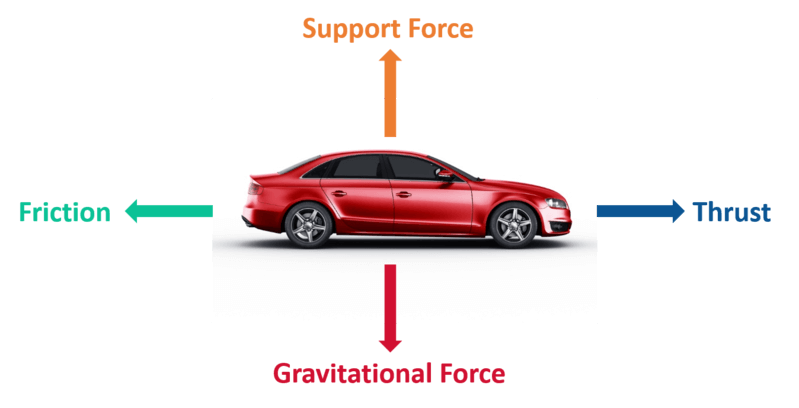 Support Force
Friction
Thrust
Gravitational Force